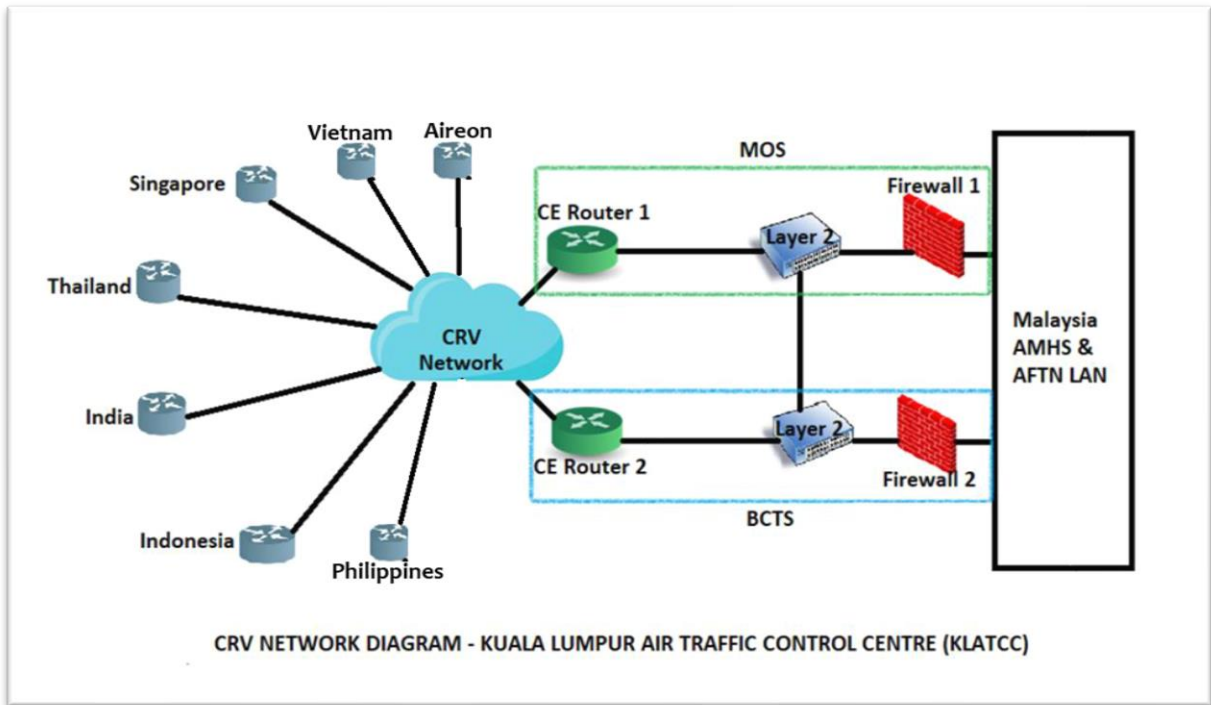 Vietnam
Aireon
Singapore
Thailand
India
Indonesia
Philippines
CRV
Network
MOS
CE Router 1
Layer 2
Firewall 1
CE Router 2
Layer 2
Firewall 2
BCTS
Malaysia
AMHS &
AFTN LAN
CRV NETWORK DIAGRAM - KUALA LUMPUR AIR TRAFFIC CONTROL CENTRE (KLATCC)